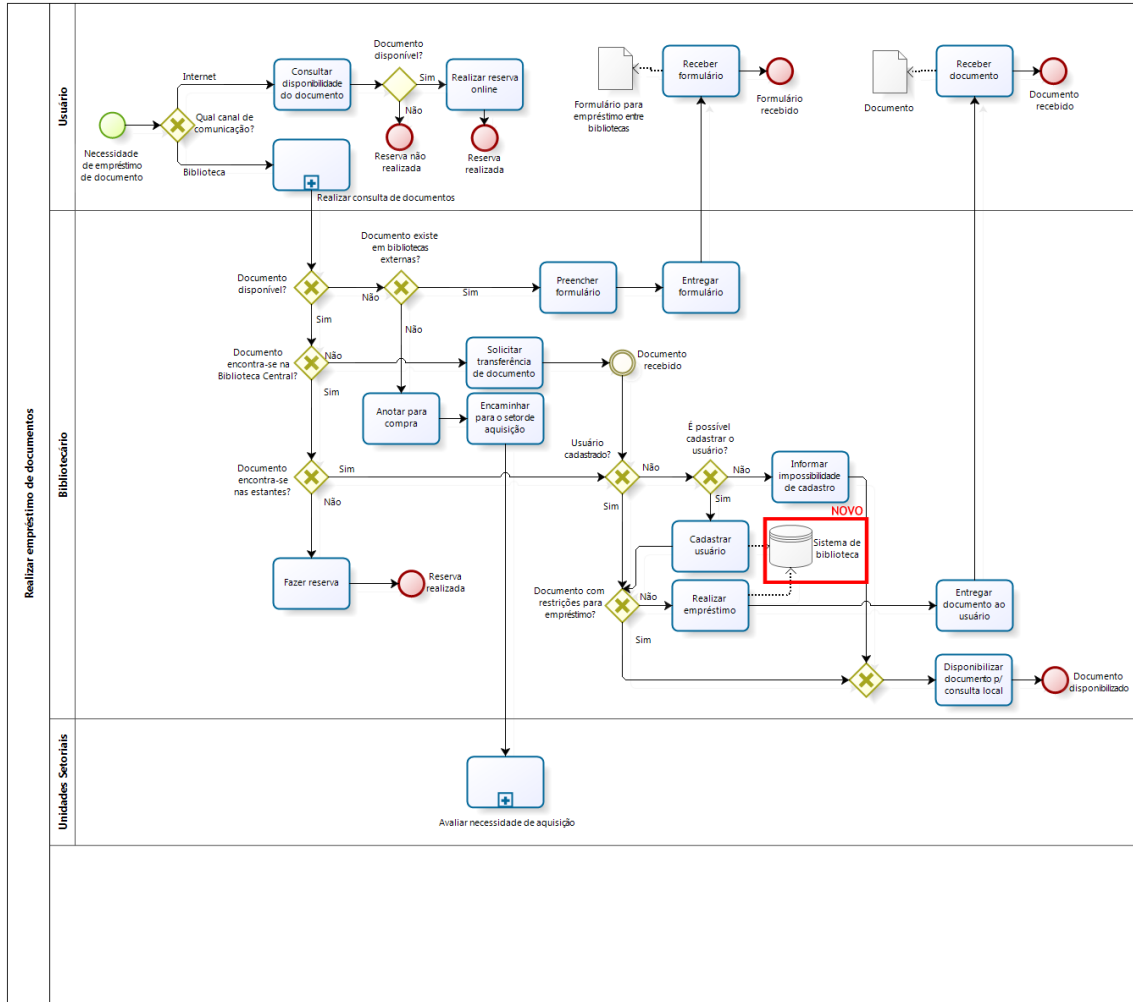 Realizar empréstimo de documentos
Usuário
Necessidade
de empréstimo
de documento
Qual canal de
comunicação?
Internet
Biblioteca
Consultar
disponibilidade
do documento
Documento
disponível?
Sim
Não
Realizar reserva
online
Reserva não
realizada
Reserva
realizada
Realizar consulta de documentos
Formulário para
empréstimo entre
bibliotecas
Receber
formulário
Formulário
recebido
Documento
Receber
documento
Documento
recebido
Bibliotecário
Documento
disponível?
Não
Sim
Documento existe
em bibliotecas
externas?
Sim
Não
Preencher
formulário
Entregar
formulário
Documento
encontra-se na
Biblioteca Central?
Não
Sim
Solicitar
transferência
de documento
Documento
recebido
Anotar para
compra
Encaminhar
para o setor de
aquisição
Documento
encontra-se
nas estantes?
Sim
Não
Usuário
cadastrado?
Não
Sim
É possível
cadastrar o
usuário?
Não
Sim
Informar
impossibilidade
de cadastro
NOVO
Cadastrar
usuário
Sistema de
biblioteca
Fazer reserva
Reserva
realizada
Documento com
restrições para
empréstimo?
Não
Sim
Realizar
empréstimo
Entregar
documento ao
usuário
Disponibilizar
documento p/
consulta local
Documento
disponibilizado
Unidades Setoriais
Avaliar necessidade de aquisição